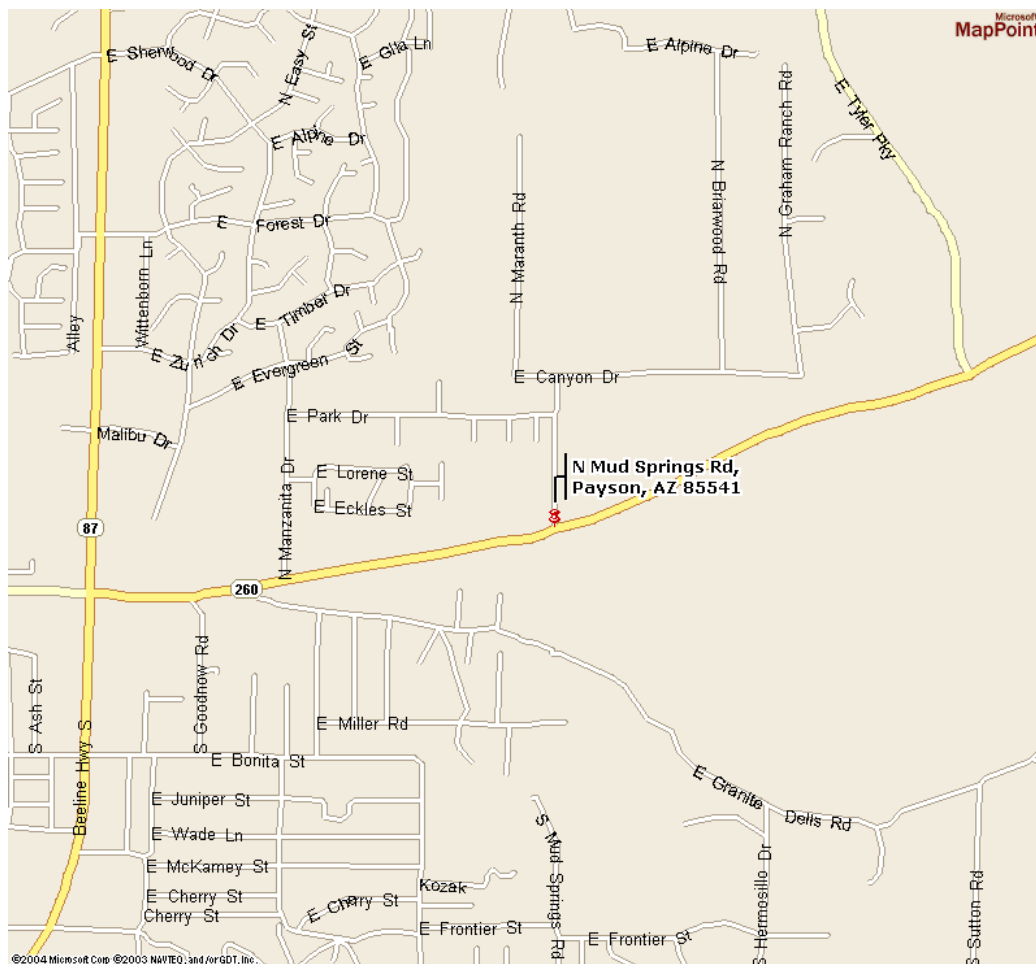 Microsoft
MapPoint
E Sherwood Dr
N Easy St
E Gila Ln
E Alpine Dr
E Alpine Dr
N Graham Ranch Rd
E Tyler Pky
N Maranth Rd
N Briarwood Rd
E Forest Dr
Wittenborn Ln
Alley
E Timber Dr
E Zurich Dr
E Evergreen St
E Canyon Dr
E Park Dr
Malibu Dr
E Lorene St
E Eckles St
N Manzanita Dr
N Mud Springs Rd,
Payson, AZ 85541
87
260
S Ash St
S Goodnow Rd
E Miller Rd
Beeline Hwy S
E Bonita St
E Granite Dells Rd
E Juniper St
E Wade Ln
S Mud Springs Rd
E McKamey St
Kozak
E Cherry St
Cherry St
E Cherry St
E Frontier St
E Frontier St
S Hermosillo Dr
S Sutton Rd
©2004 Microsoft Corp ©2003 NAVTEQ, and/or GDT, Inc.